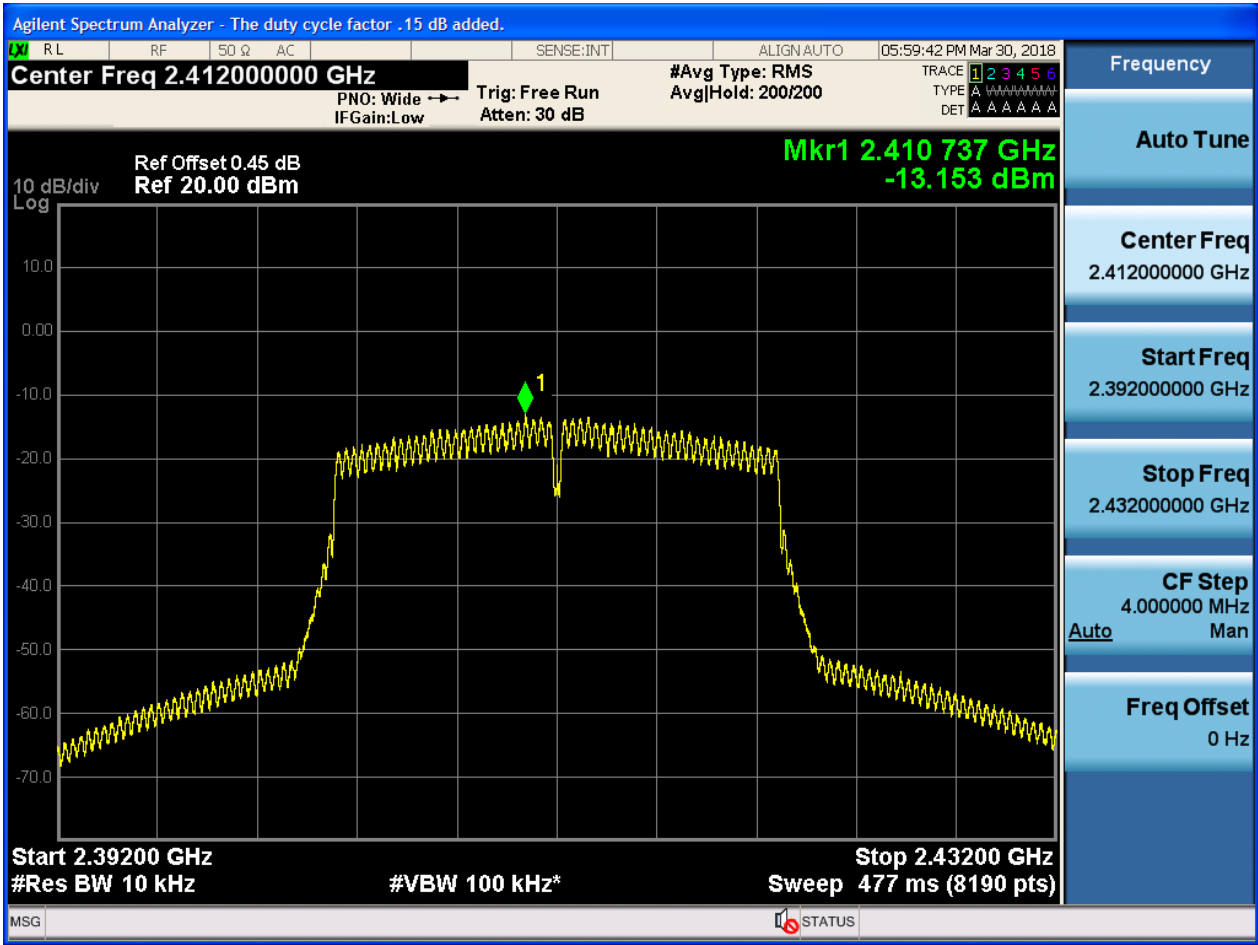 Agilent Spectrum Analyzer - The duty cycle factor .15 dB added.
LXI RL RF 50 Ω AC SENSE:INT ALIGN AUTO 05:59:42 PM Mar 30, 2018
Center Freq 2.412000000 GHz
PNO: Wide
IFGain:Low
Trig: Free Run
Atten: 30 dB
#Avg Type: RMS
Avg|Hold: 200/200
TRACE 1 2 3 4 5 6
TYPE A WWWWW
DET A A A A A A
Mkr1 2.410 737 GHz
-13.153 dBm
Ref Offset 0.45 dB
10 dB/div Ref 20.00 dBm
Log
10.0
0.00
-10.0
-20.0
-30.0
-40.0
-50.0
-60.0
-70.0
1
Start 2.39200 GHz Stop 2.43200 GHz
#Res BW 10 kHz #VBW 100 kHz* Sweep 477 ms (8190 pts)
MSG STATUS
Frequency
Auto Tune
Center Freq
2.412000000 GHz
Start Freq
2.392000000 GHz
Stop Freq
2.432000000 GHz
CF Step
4.000000 MHz
Auto Man
Freq Offset
0 Hz